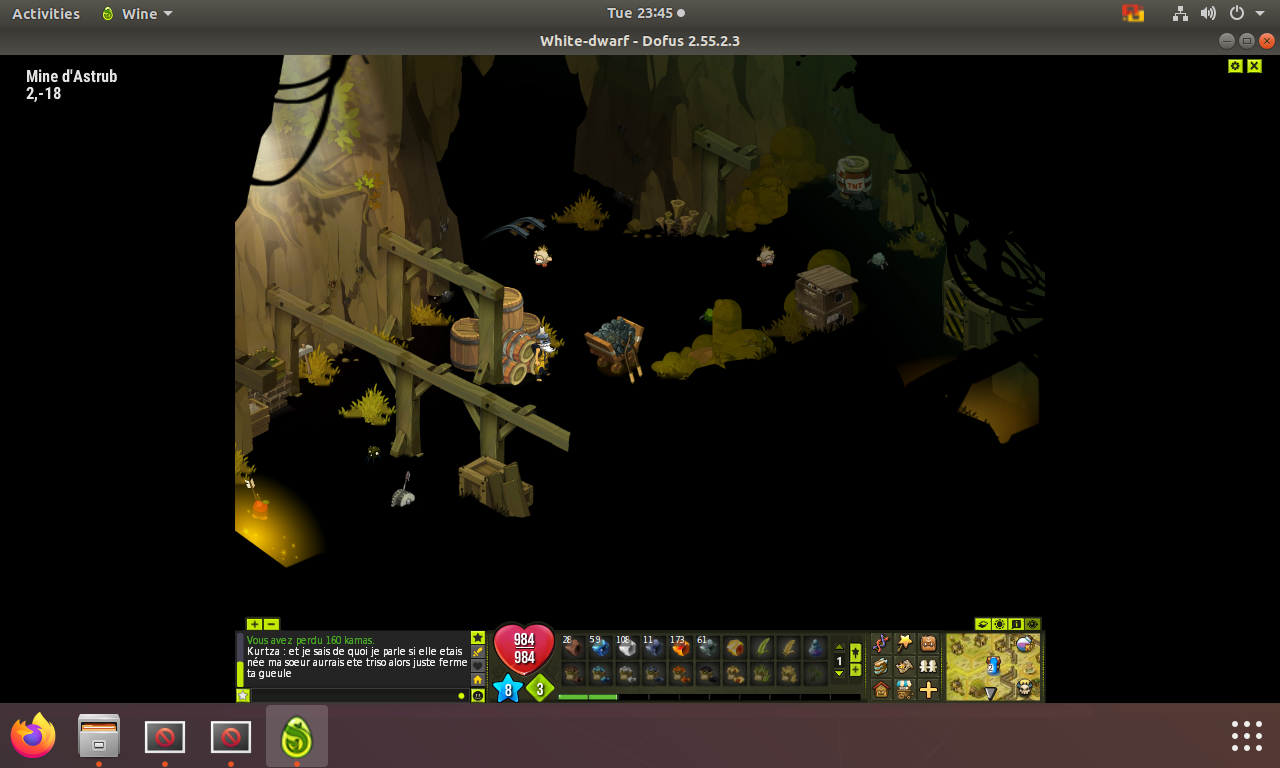 Activities
Wine
Tue 23:45
White-dwarf - Dofus 2.55.2.3
Mine d'Astrub
2,-18
TNT
Vous avez perdu 160 kamas.
Kurtza : et je sais de quoi je parle si elle etais
née ma soeur aurrais ete triso alors juste ferme
ta gueule
984
984
8
3
28
59
108
11
173
61
1
2